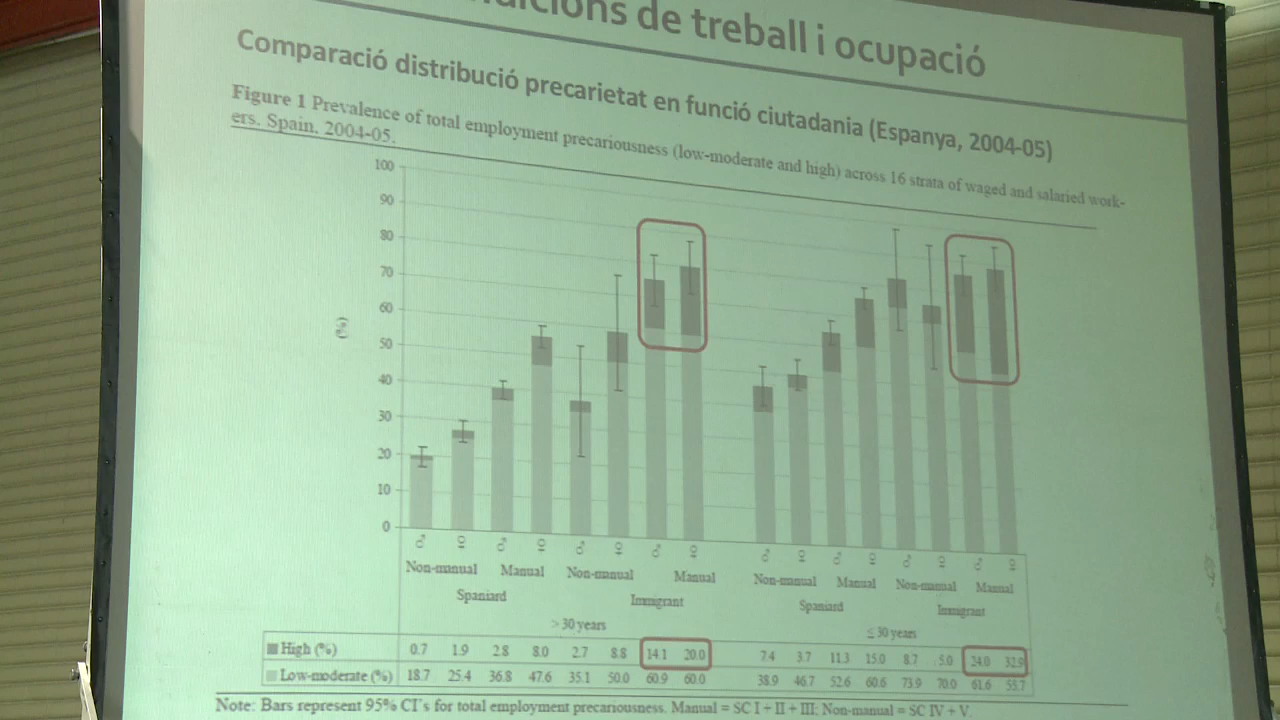 de treball i ocupació
Comparació distribució precarietat en funció ciutadania (Espanya, 2004-05)
Figure 1 Prevalence of total employment precariousness (low-moderate and high) across 16 strata of waged and salaried work-
ers. Spain, 2004-05.
100
90
80
70
60
50
40
30
20
10
0
(%)
♂ ♀ ♂ ♀ ♂ ♀ ♂ ♀ ♂ ♀ ♂ ♀ ♂ ♀ ♂ ♀
Non-manual Manual Non-manual Manual Non-manual Manual Non-manual Manual
Spaniard Immigrant Spaniard Immigrant
> 30 years ≤ 30 years
High (%) 0.7 1.9 2.8 8.0 2.7 8.8 14.1 20.0 7.4 3.7 11.3 15.0 8.7 5.0 24.0 32.9
Low-moderate (%) 18.7 25.4 36.8 47.6 35.1 50.0 60.9 60.0 38.9 46.7 52.6 60.6 73.9 70.0 61.6 55.7
Note: Bars represent 95% CI's for total employment precariousness. Manual = SC I + II + III; Non-manual = SC IV + V.